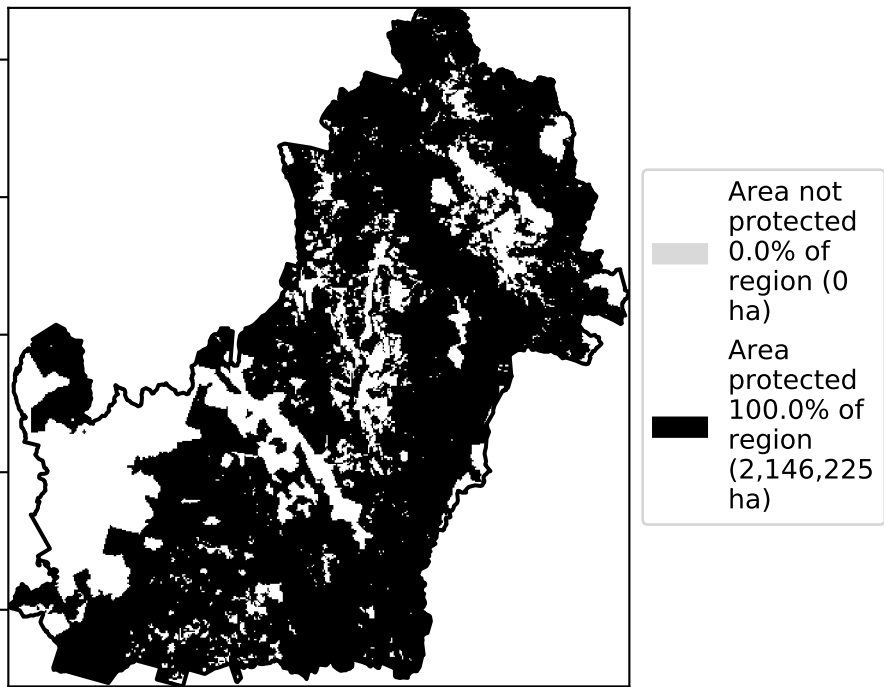 Area not
protected
0.0% of
region (0
ha)
Area
protected
100.0% of
region
(2,146,225
ha)